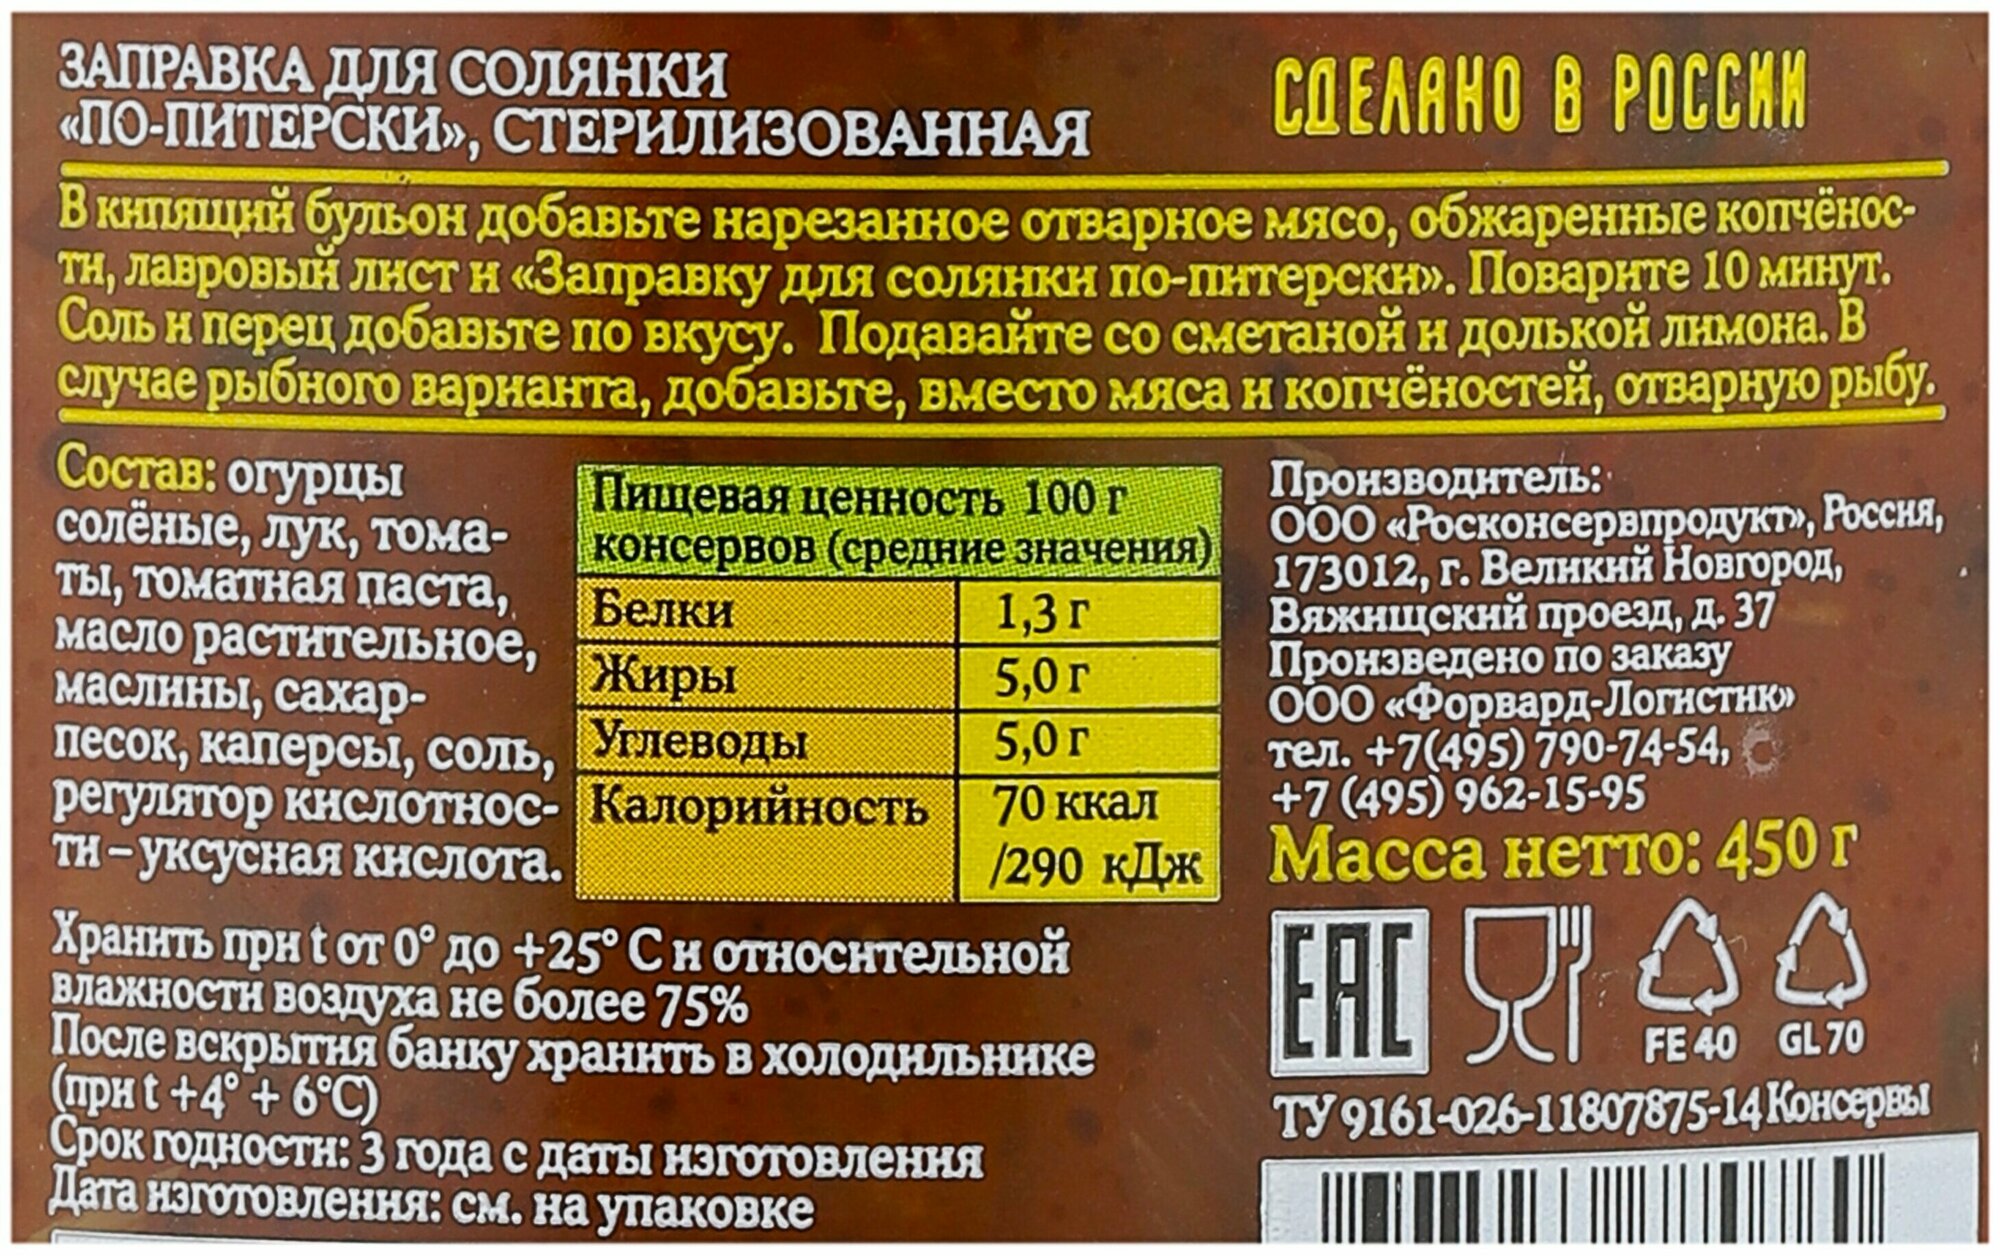 ЗАПРАВКА ДЛЯ СОЛЯНКИ
«ПО-ПИТЕРСКИ», СТЕРИЛИЗОВАННАЯ
СДЕЛАНО В РОССИИ
В кипящий бульон добавьте нарезанное отварное мясо, обжаренные копчёнос-
ти, лавровый лист и «Заправку для солянки по-питерски». Поварите 10 минут.
Соль и перец добавьте по вкусу. Подавайте со сметаной и долькой лимона. В
случае рыбного варианта, добавьте, вместо мяса и копчёностей, отварную рыбу.
Состав: огурцы
солёные, лук, тома-
ты, томатная паста,
масло растительное,
маслины, сахар-
песок, каперсы, соль,
регулятор кислотнос-
ти – уксусная кислота.
Пищевая ценность 100 г
консервов (средние значения)
Белки 1,3 г
Жиры 5,0 г
Углеводы 5,0 г
Калорийность 70 ккал
/290 кДж
Производитель:
ООО «Росконсервпродукт», Россия,
173012, г. Великий Новгород,
Вяжищский проезд, д. 37
Произведено по заказу
ООО «Форвард-Логистик»
тел. +7(495) 790-74-54,
+7 (495) 962-15-95
Масса нетто: 450 г
Хранить при t от 0° до +25° С и относительной
влажности воздуха не более 75%
После вскрытия банку хранить в холодильнике
(при t +4° + 6°С)
Срок годности: 3 года с даты изготовления
Дата изготовления: см. на упаковке
EAC
FE 40 GL 70
ТУ 9161-026-11807875-14 Консервы